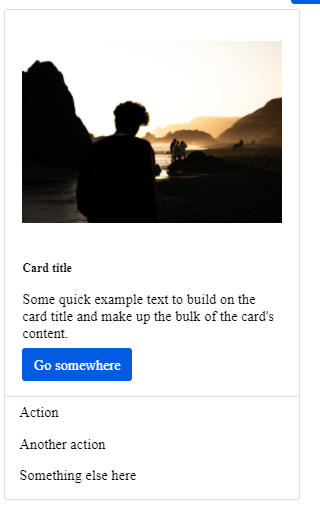 Card title
Some quick example text to build on the
card title and make up the bulk of the card's
content.
Go somewhere
Action
Another action
Something else here